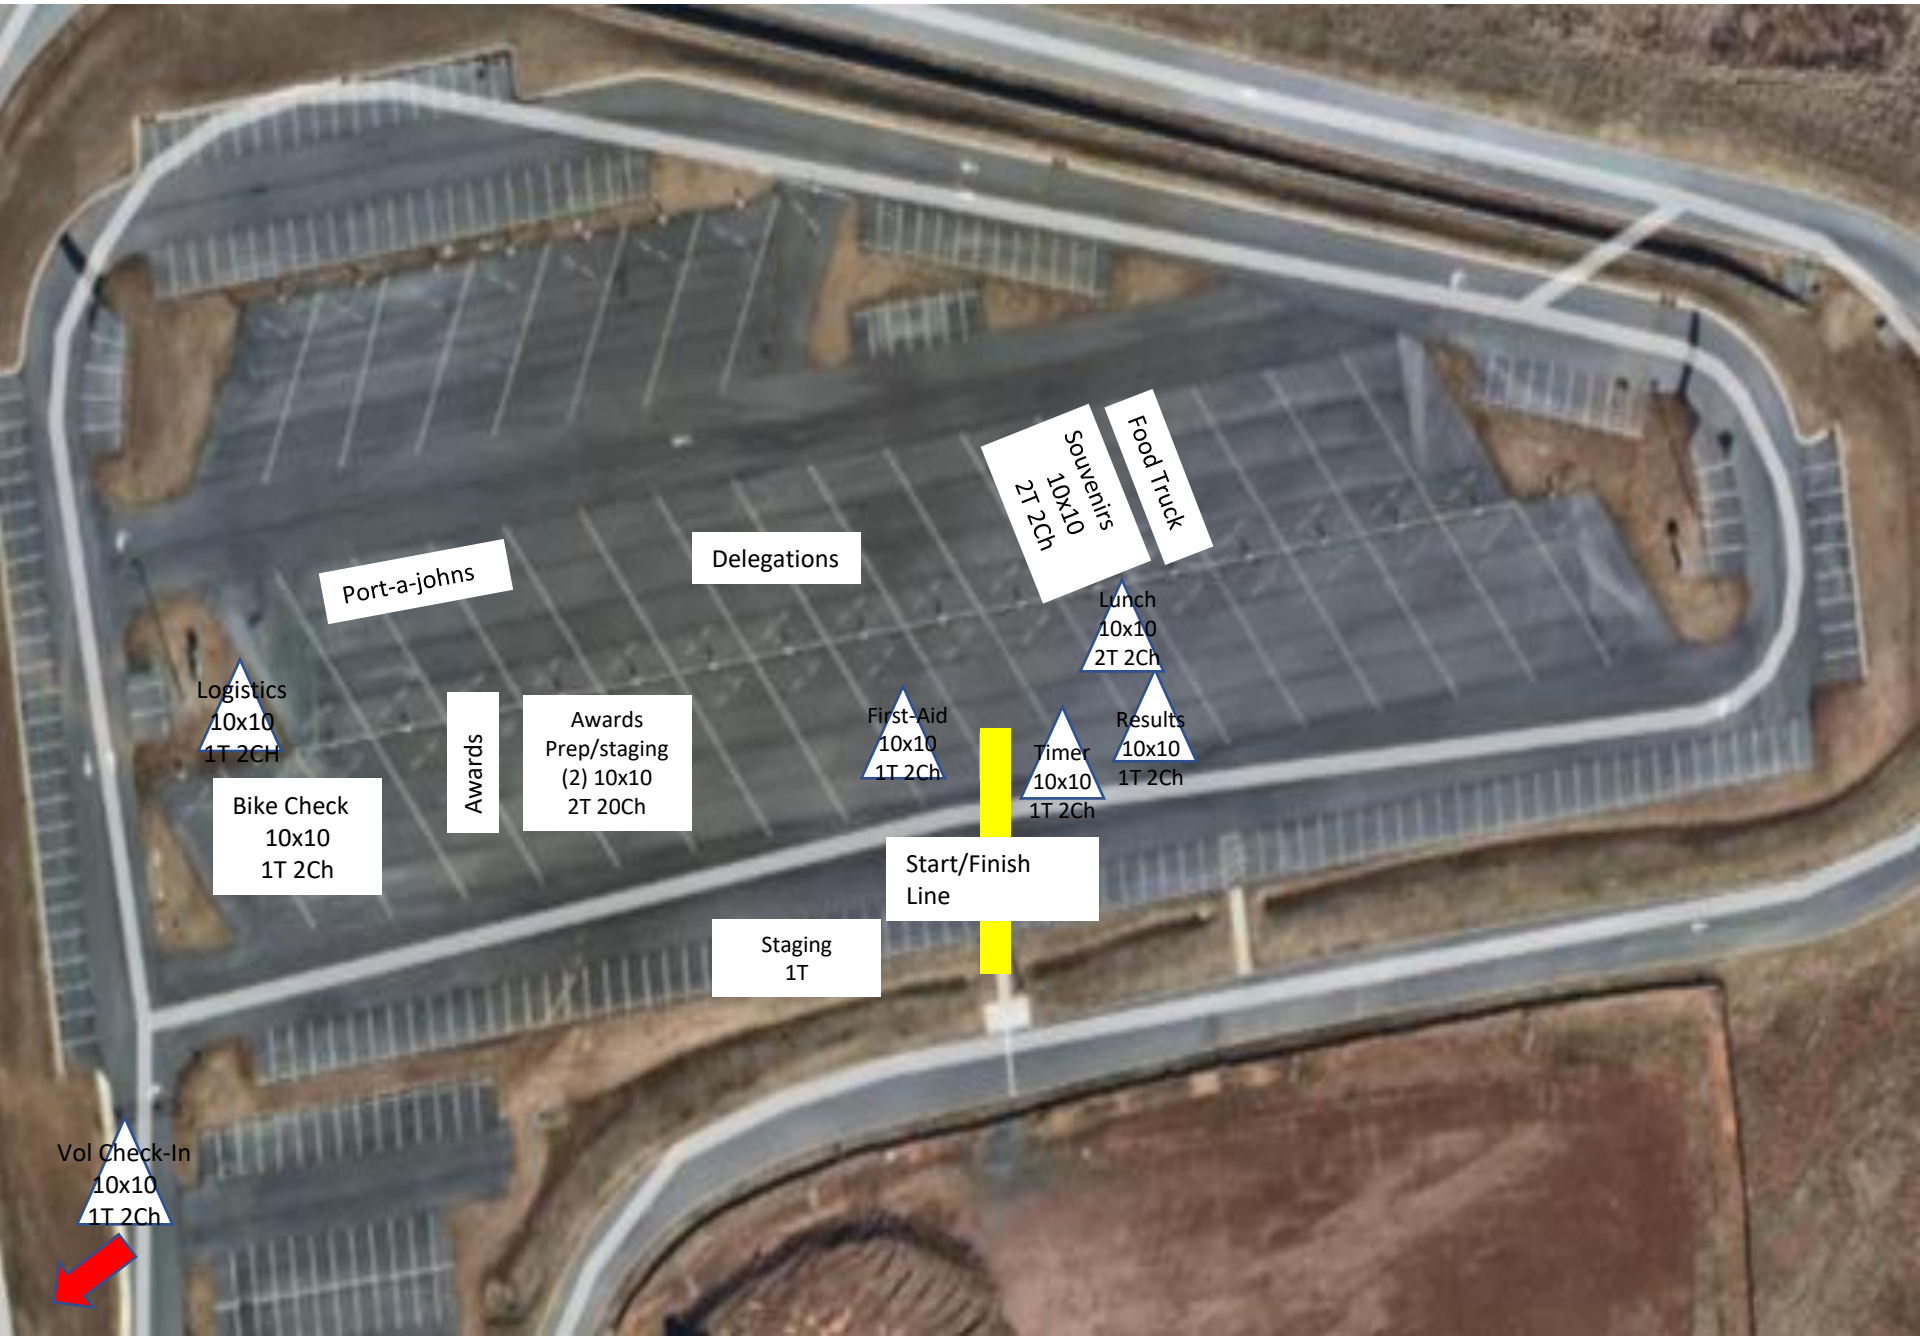 Souvenirs
10x10
2T 2Ch
Food Truck
Delegations
Port-a-johns
Lunch
10x10
2T 2Ch
Logistics
10x10
1T 2CH
Awards
Awards
Prep/staging
(2) 10x10
2T 20Ch
First-Aid
10x10
1T 2Ch
Timer
10x10
1T 2Ch
Results
10x10
1T 2Ch
Bike Check
10x10
1T 2Ch
Start/Finish
Line
Staging
1T
Vol Check-In
10x10
1T 2Ch